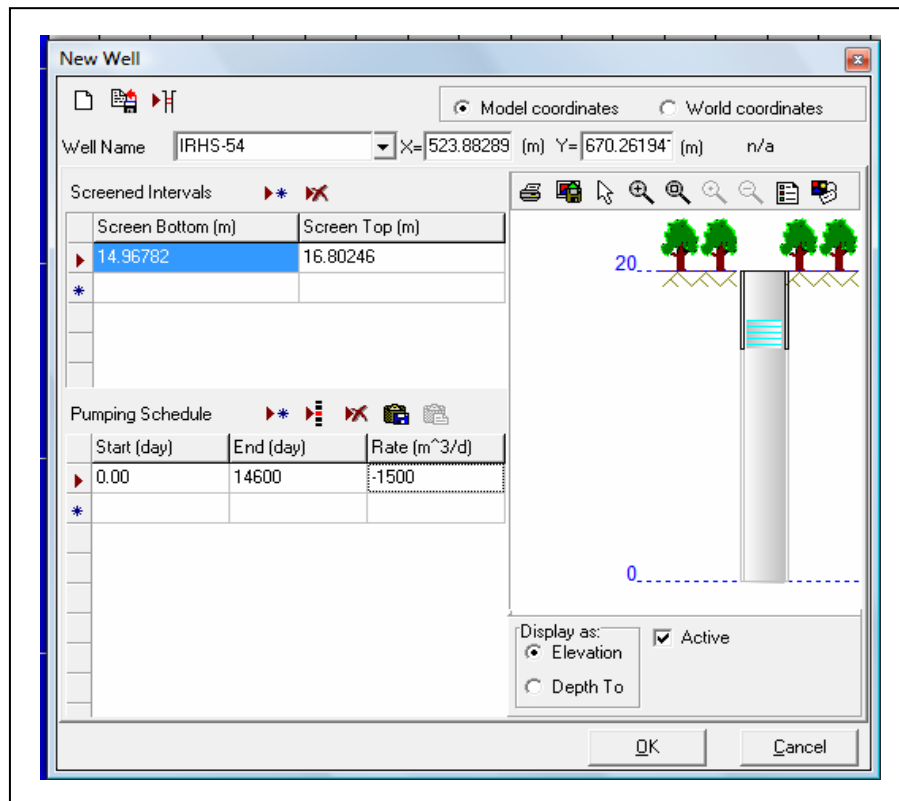 New Well
Model coordinates World coordinates
Well Name IRHS-54 X= 523.88289 (m) Y= 670.26194 (m) n/a
Screened Intervals
Screen Bottom (m) Screen Top (m)
14.96782 16.80246
20
Pumping Schedule
Start (day) End (day) Rate (m^3/d)
0.00 14600 -1500
0
Display as:
Elevation
Active
Depth To
OK Cancel